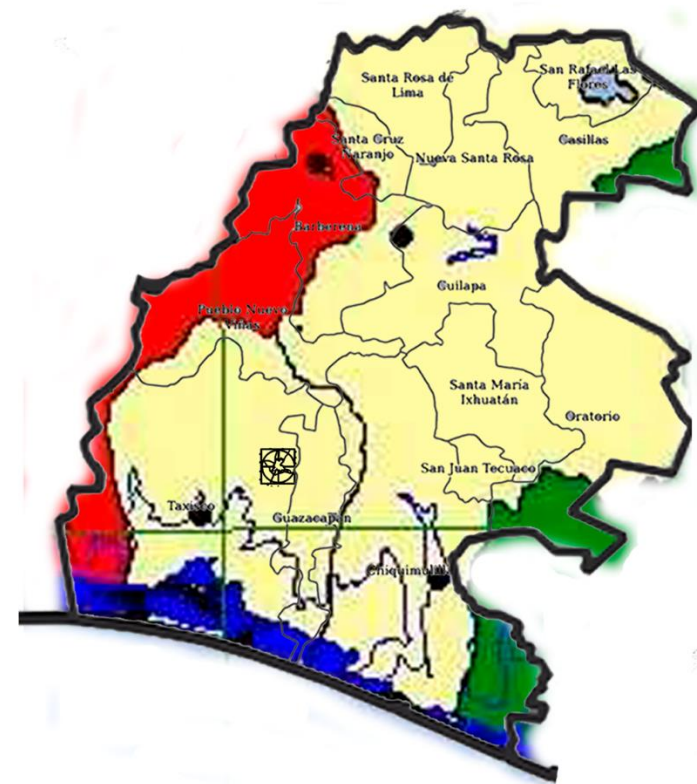 Santa Rosa de
Lima
San Rafael Las
Flores
Santa Cruz
Naranjo
Nueva Santa Rosa
Casillas
Barberena
Cuilapa
Pueblo Nuevo
Viñas
Santa María
Ixhuatán
Oratorio
San Juan Tecuaco
Taxisco
Guazacapán
Chiquimulilla